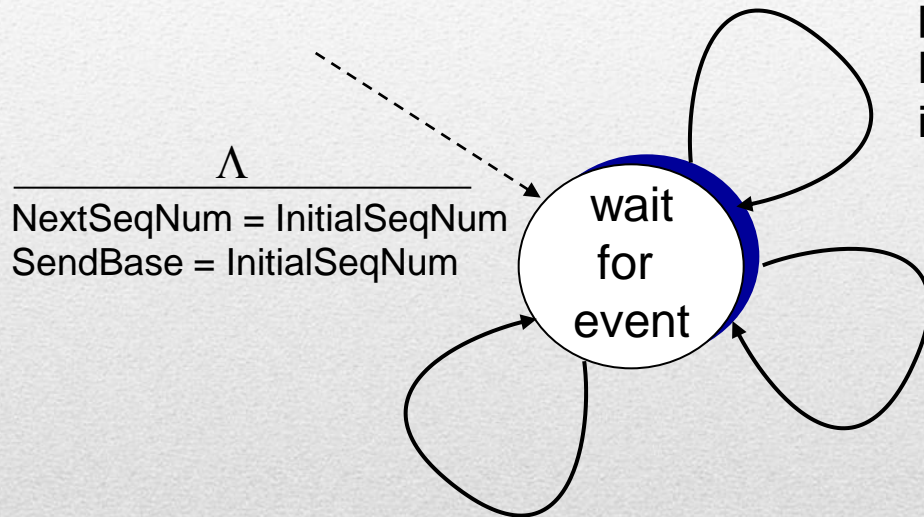 Λ
NextSeqNum = InitialSeqNum
SendBase = InitialSeqNum
wait
for
event